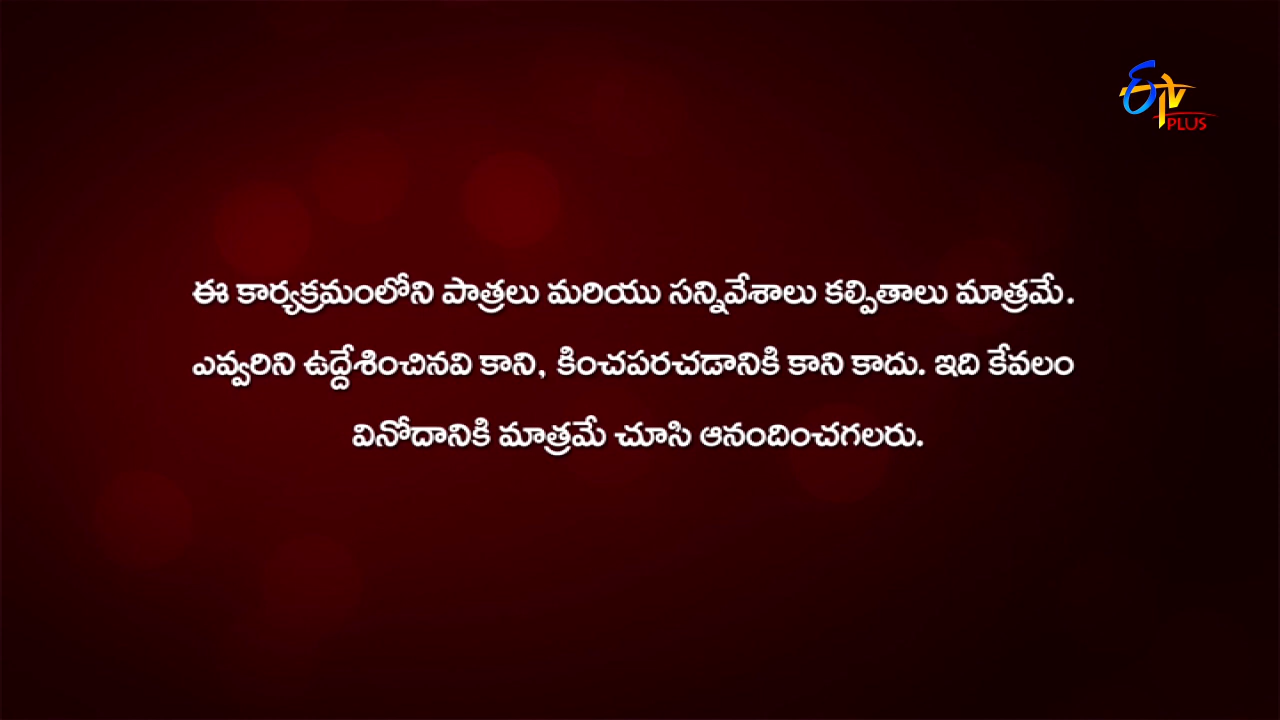 ETV
PLUS
ఈ కార్యక్రమంలోని పాత్రలు మరియు సన్నివేశాలు కల్పితాలు మాత్రమే.
ఎవ్వరిని ఉద్దేశించినవి కాని, కించపరచడానికి కాని కాదు. ఇది కేవలం
వినోదానికి మాత్రమే చూసి ఆనందించగలరు.